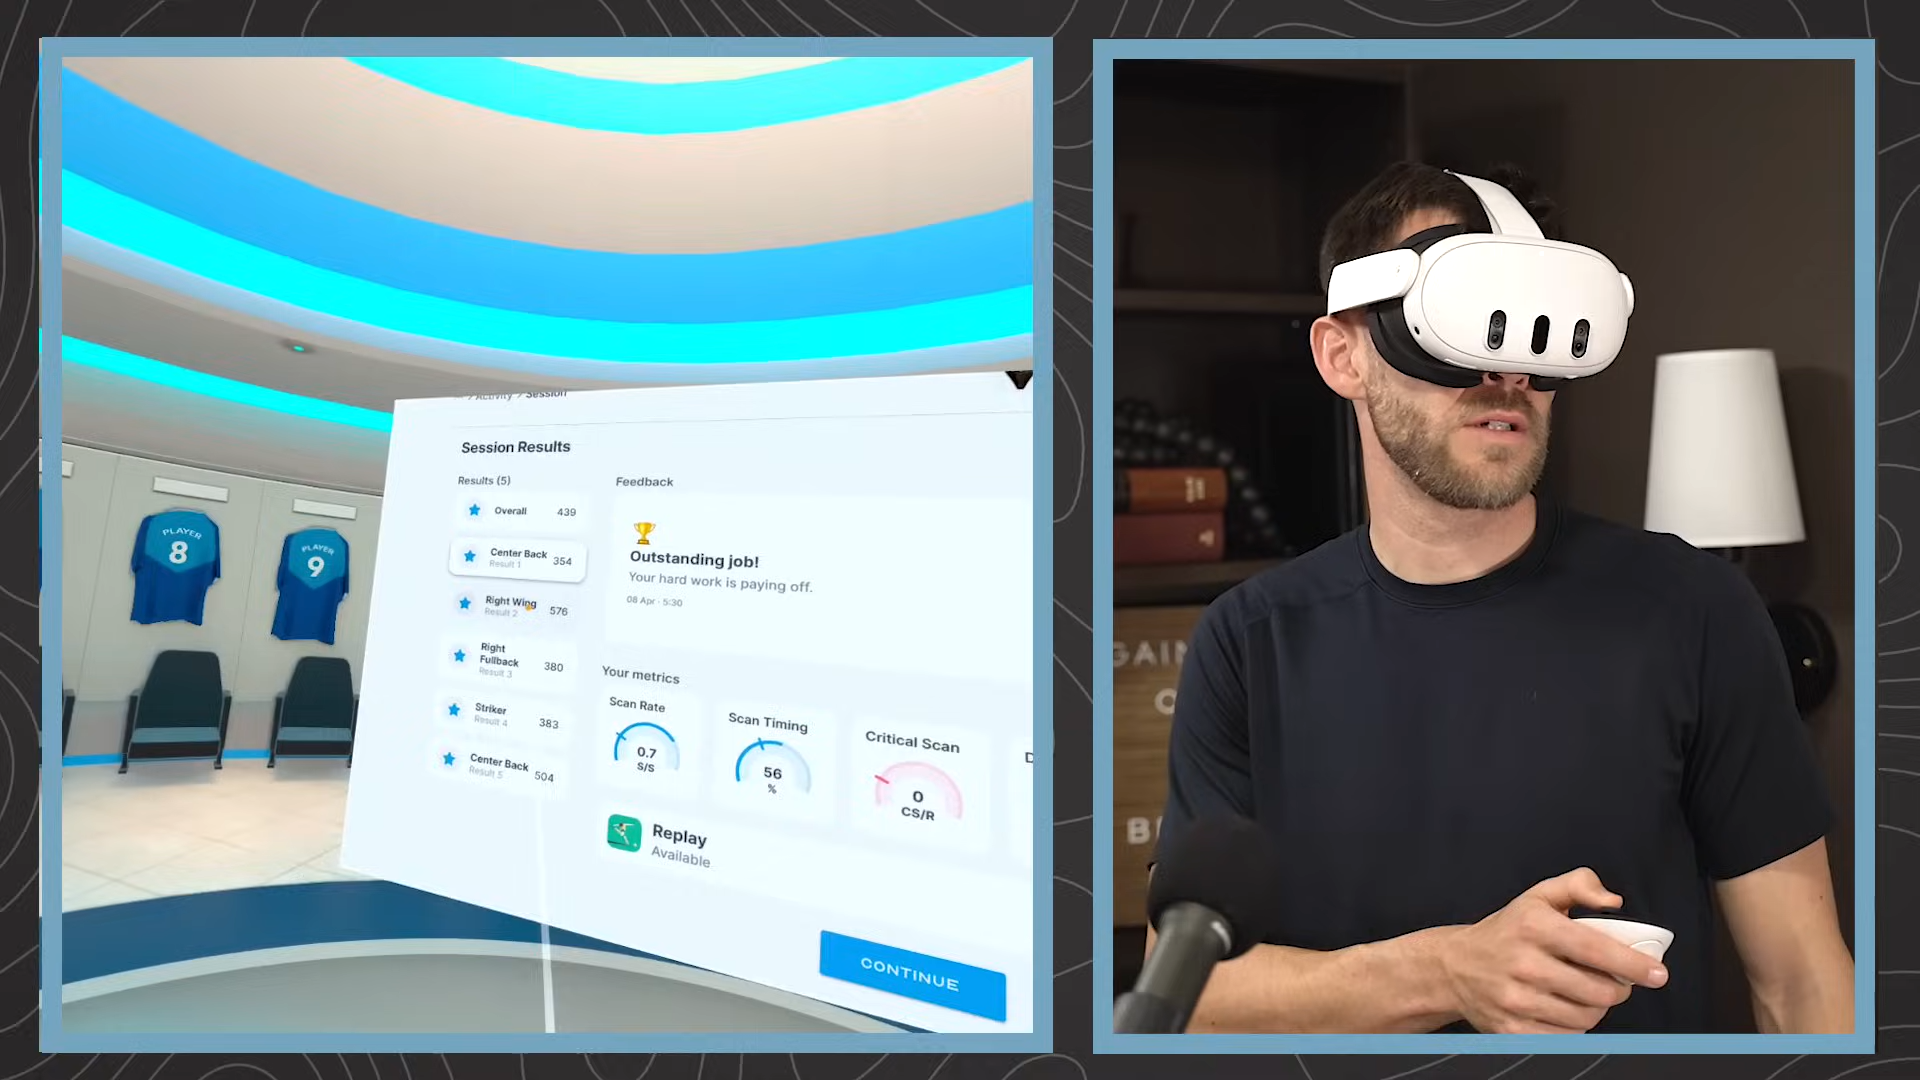 Activity / Session
Session Results
Results (5)
Overall 439
Center Back 354
Result 1
Right Wing 576
Result 2
Right
Fullback 380
Result 3
Striker 383
Result 4
Center Back 504
Result 5
Feedback
Outstanding job!
Your hard work is paying off.
08 Apr · 5:30
Your metrics
Scan Rate
0.7
S/S
Scan Timing
56
%
Critical Scan
0
CS/R
D
Replay
Available
CONTINUE
PLAYER
8
PLAYER
9
GAIN